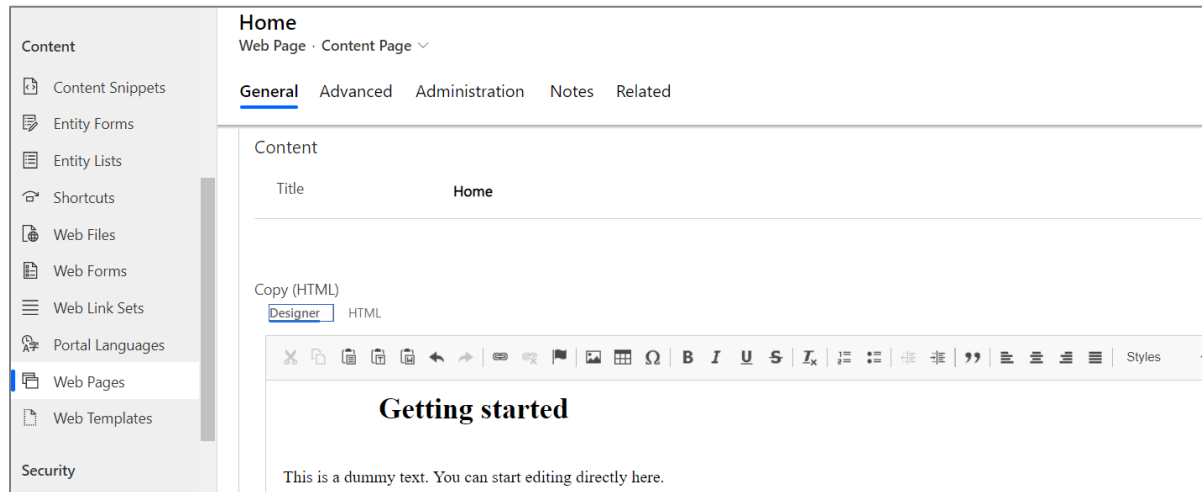 Content
Content Snippets
Entity Forms
Entity Lists
Shortcuts
Web Files
Web Forms
Web Link Sets
Portal Languages
Web Pages
Web Templates
Security
Home
Web Page · Content Page
General Advanced Administration Notes Related
Content
Title Home
Copy (HTML)
Designer HTML
B I U S Ix Styles
Getting started
This is a dummy text. You can start editing directly here.